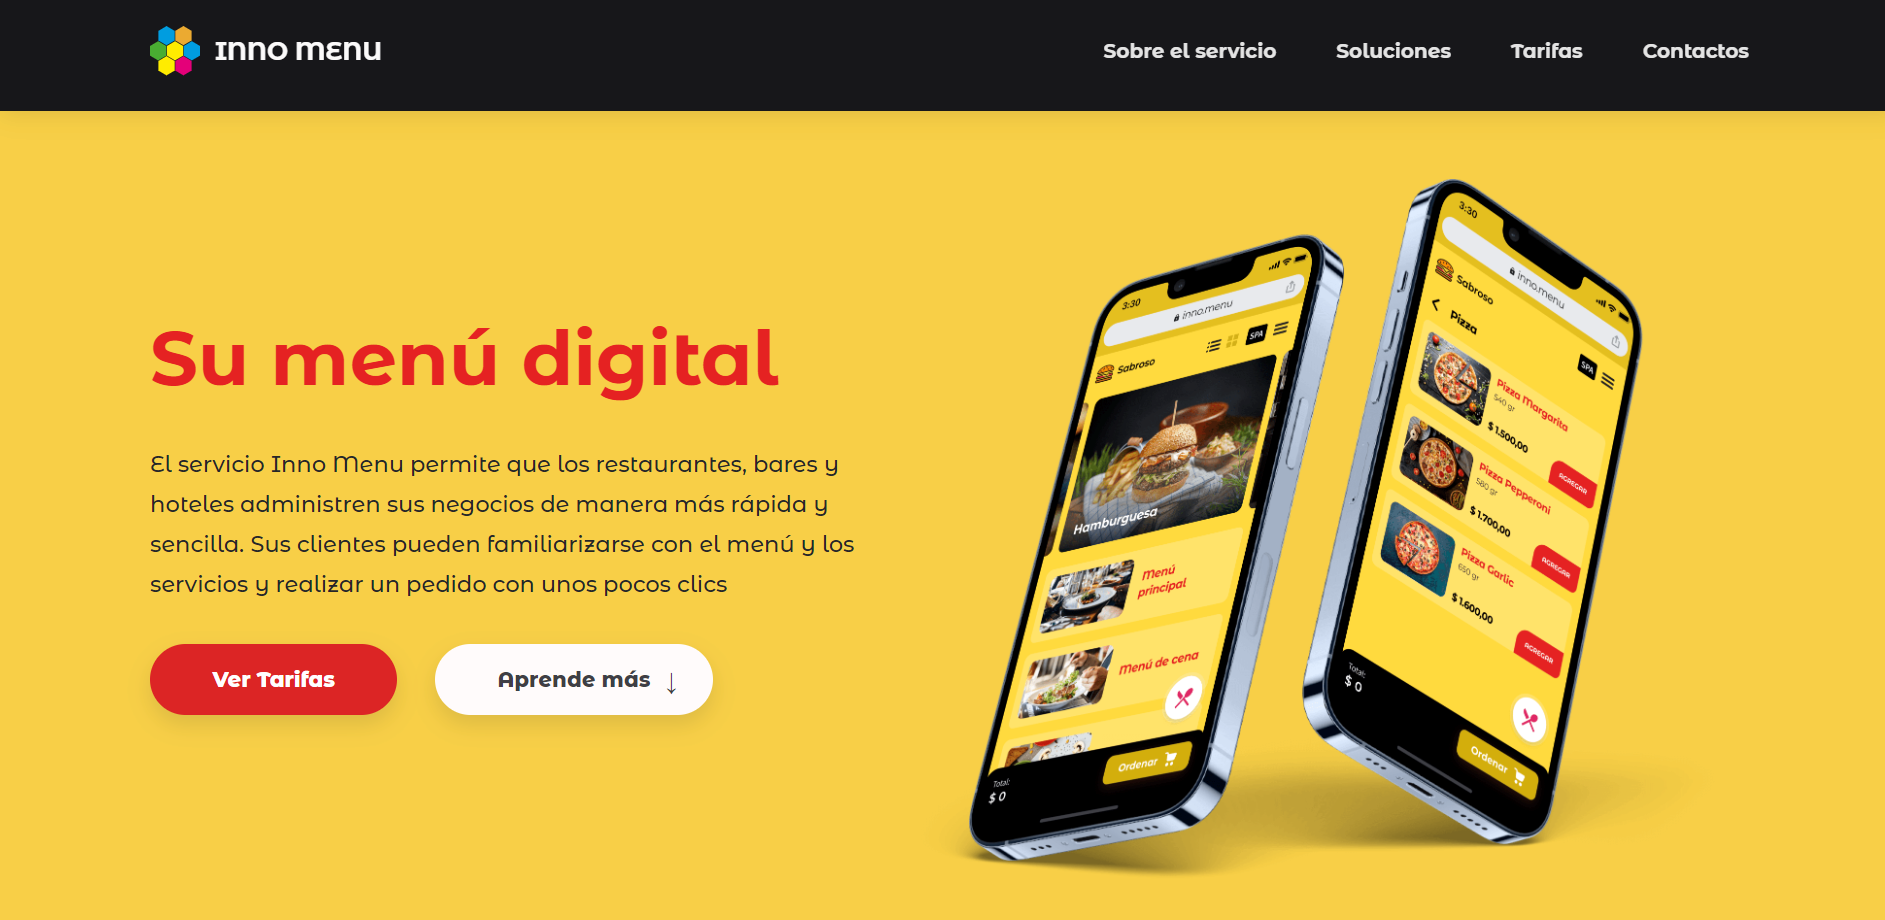 Inno Menu
Sobre el servicio
Soluciones
Tarifas
Contactos
Su menú digital
El servicio Inno Menu permite que los restaurantes, bares y
hoteles administren sus negocios de manera más rápida y
sencilla. Sus clientes pueden familiarizarse con el menú y los
servicios y realizar un pedido con unos pocos clics
Ver Tarifas
Aprende más ↓
3:30
inno.menu
Sabroso
SPA
Hamburguesa
Menú
principal
Menú de cena
Total:
$ 0
Ordenar
3:30
inno.menu
Sabroso
SPA
Pizza
Pizza Margarita
540 gr
$ 1.500,00
AGREGAR
Pizza Pepperoni
580 gr
$ 1.700,00
AGREGAR
Pizza Garlic
650 gr
$ 1.600,00
AGREGAR
Total:
$ 0
Ordenar